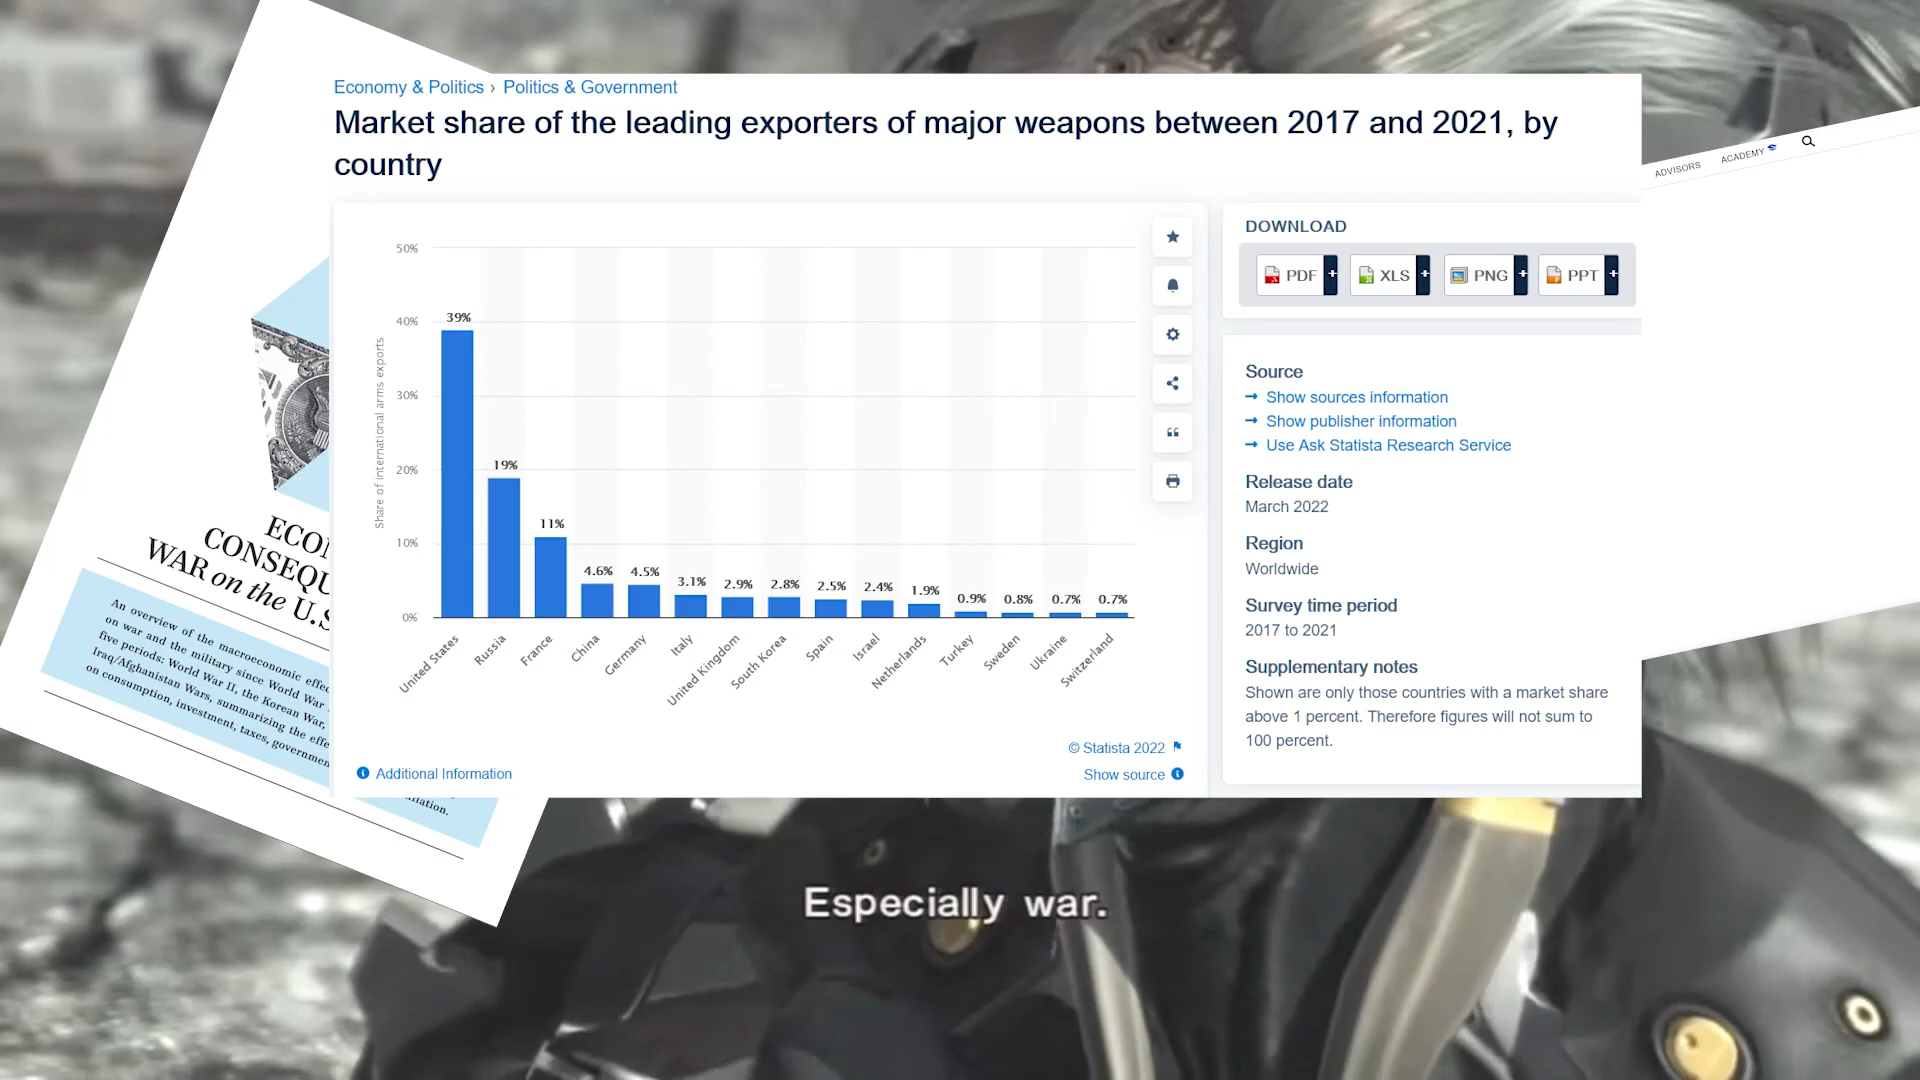 Economy & Politics › Politics & Government
Market share of the leading exporters of major weapons between 2017 and 2021, by
country
ADVISORS
ACADEMY
Share of international arms exports
50%
40%
30%
20%
10%
0%
39%
19%
11%
4.6%
4.5%
3.1%
2.9%
2.8%
2.5%
2.4%
1.9%
0.9%
0.8%
0.7%
0.7%
United States
Russia
France
China
Germany
Italy
United Kingdom
South Korea
Spain
Israel
Netherlands
Turkey
Sweden
Ukraine
Switzerland
© Statista 2022
Additional Information
Show source
DOWNLOAD
PDF +
XLS +
PNG +
PPT +
Source
Show sources information
Show publisher information
Use Ask Statista Research Service
Release date
March 2022
Region
Worldwide
Survey time period
2017 to 2021
Supplementary notes
Shown are only those countries with a market share
above 1 percent. Therefore figures will not sum to
100 percent.
WAR on the U.S
An overview of the macroeconomic
on war and the military since World War
five periods: World War II, the Korean War,
Iraq/Afghanistan Wars, summarizing the
on consumption, investment, taxes,
Especially war.